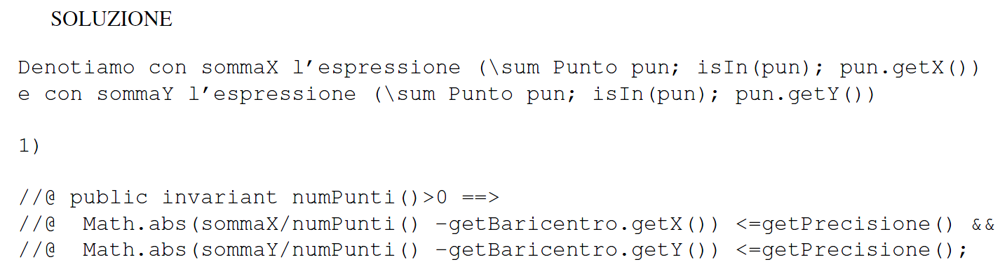 SOLUZIONE
Denotiamo con sommaX l’espressione (\sum Punto pun; isIn(pun); pun.getX())
e con sommaY l’espressione (\sum Punto pun; isIn(pun); pun.getY())
1)
//@ public invariant numPunti()>0 ==>
//@  Math.abs(sommaX/numPunti() -getBaricentro.getX()) <=getPrecisione() &&
//@  Math.abs(sommaY/numPunti() -getBaricentro.getY()) <=getPrecisione();